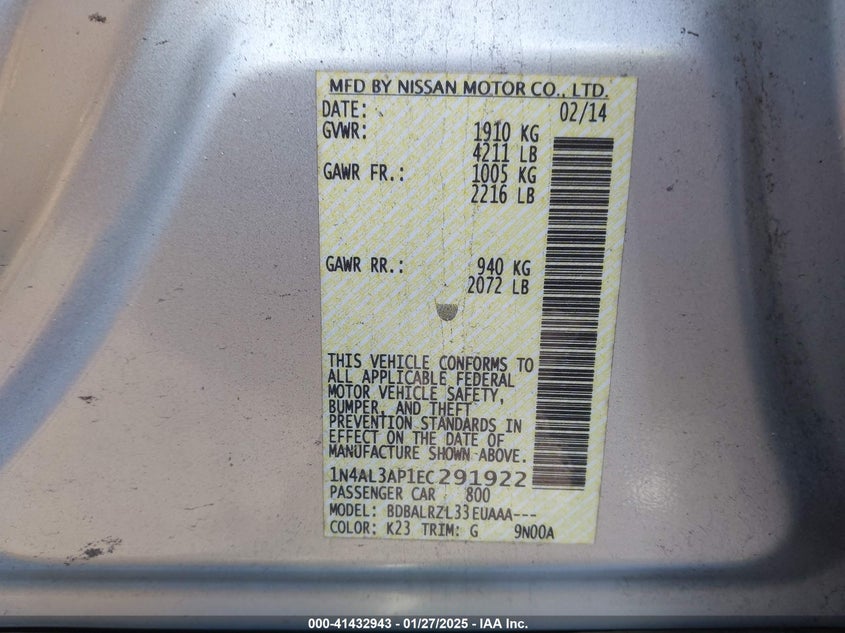 MFD BY NISSAN MOTOR CO., LTD.
DATE: 02/14
GVWR: 1910 KG
4211 LB
GAWR FR.: 1005 KG
2216 LB
GAWR RR.: 940 KG
2072 LB
THIS VEHICLE CONFORMS TO
ALL APPLICABLE FEDERAL
MOTOR VEHICLE SAFETY,
BUMPER, AND THEFT
PREVENTION STANDARDS IN
EFFECT ON THE DATE OF
MANUFACTURE SHOWN ABOVE.
1N4AL3AP1EC291922
PASSENGER CAR 800
MODEL: BDBALRZL33EUAAA---
COLOR: K23 TRIM: G 9N00A
000-41432943 - 01/27/2025 - IAA Inc.